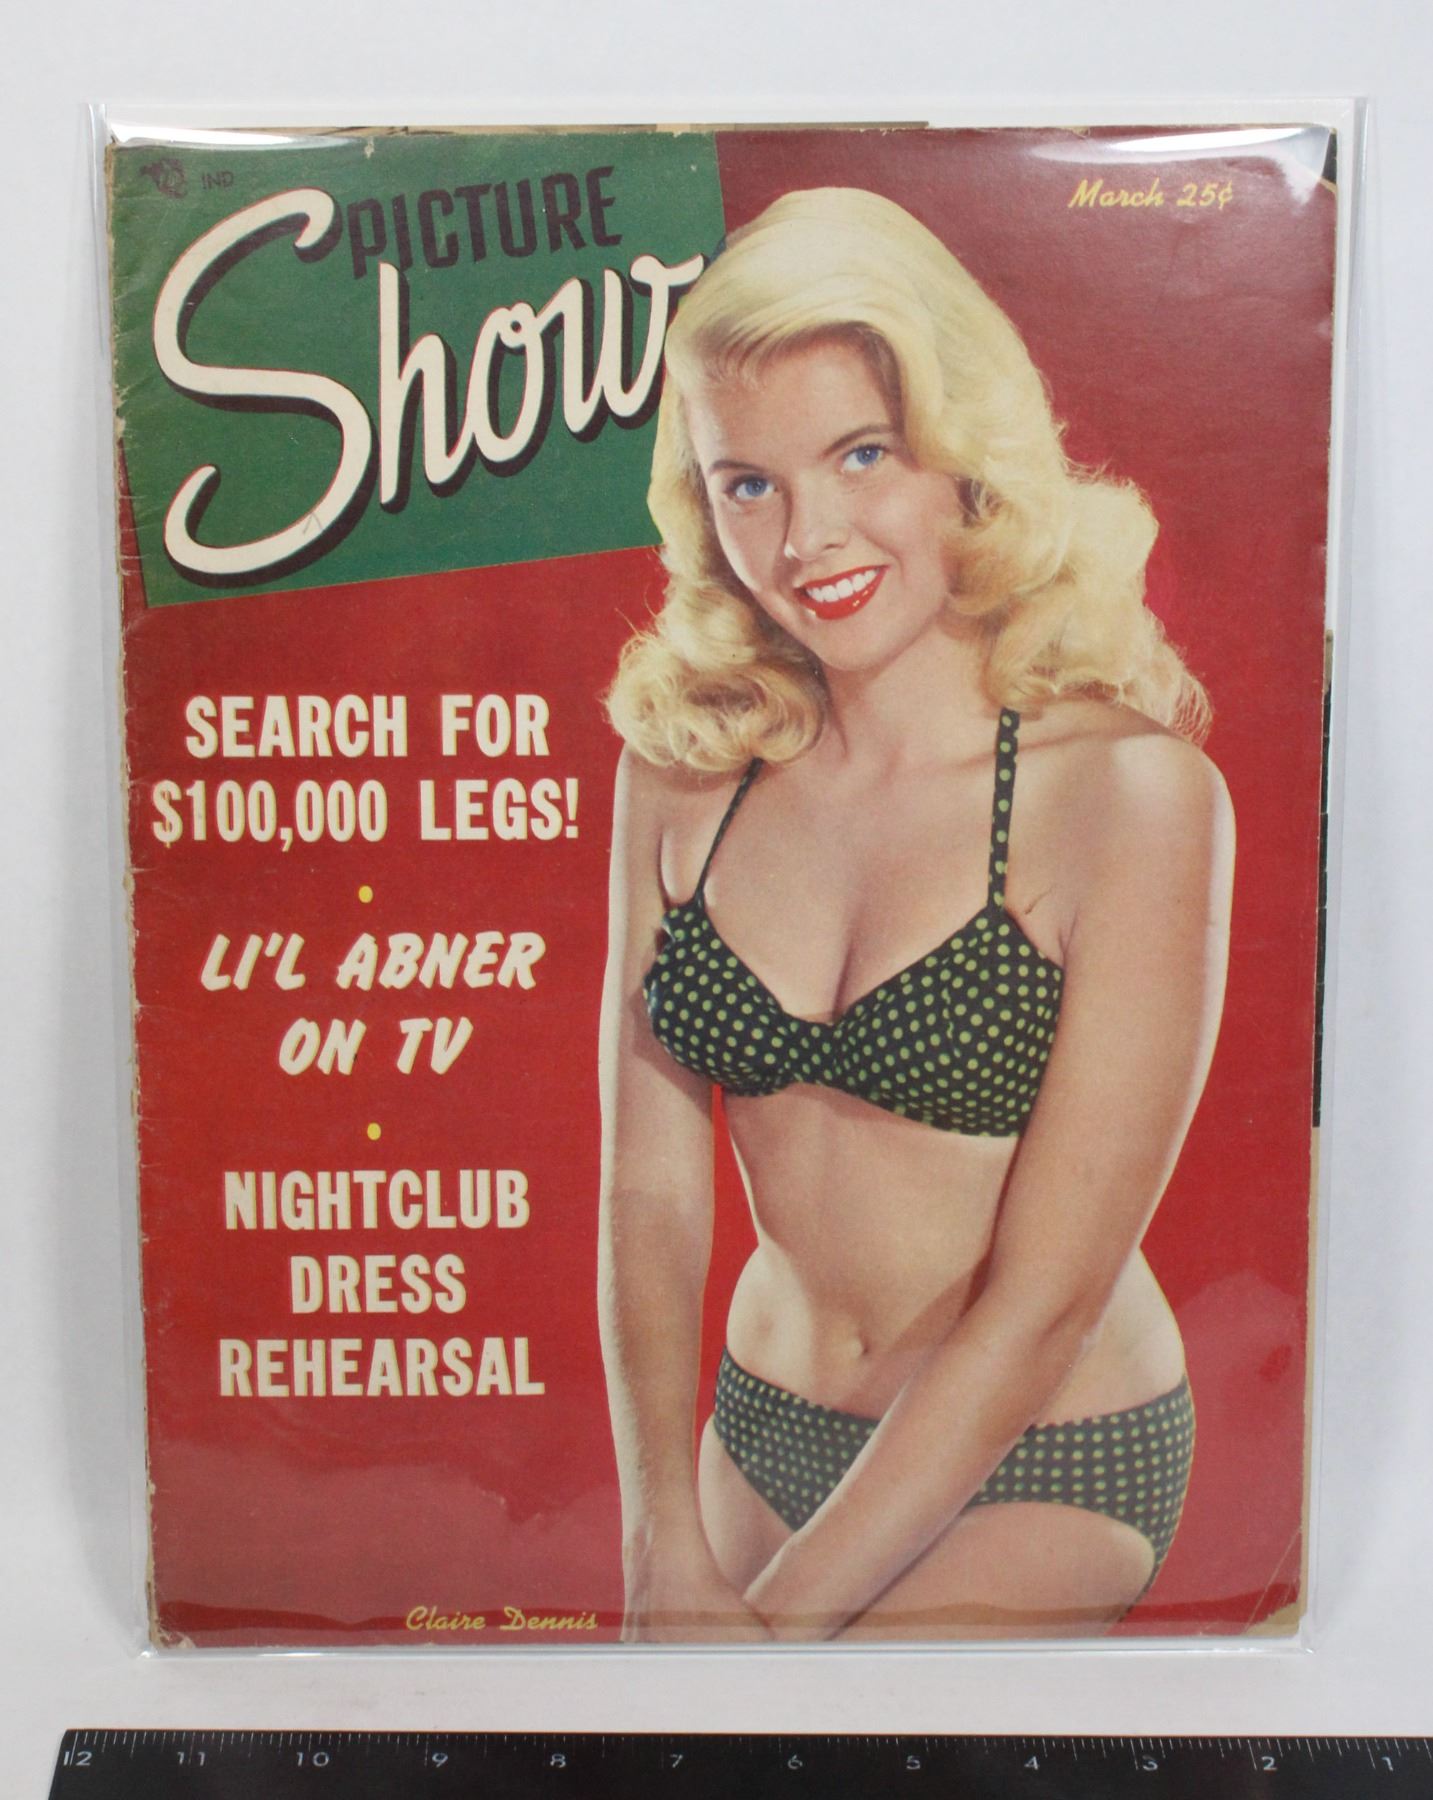 IND
PICTURE
Show
March 25¢
SEARCH FOR
$100,000 LEGS!
LI'L ABNER
ON TV
NIGHTCLUB
DRESS
REHEARSAL
Claire Dennis
12 11 10 9 8 7 6 5 4 3 2 1